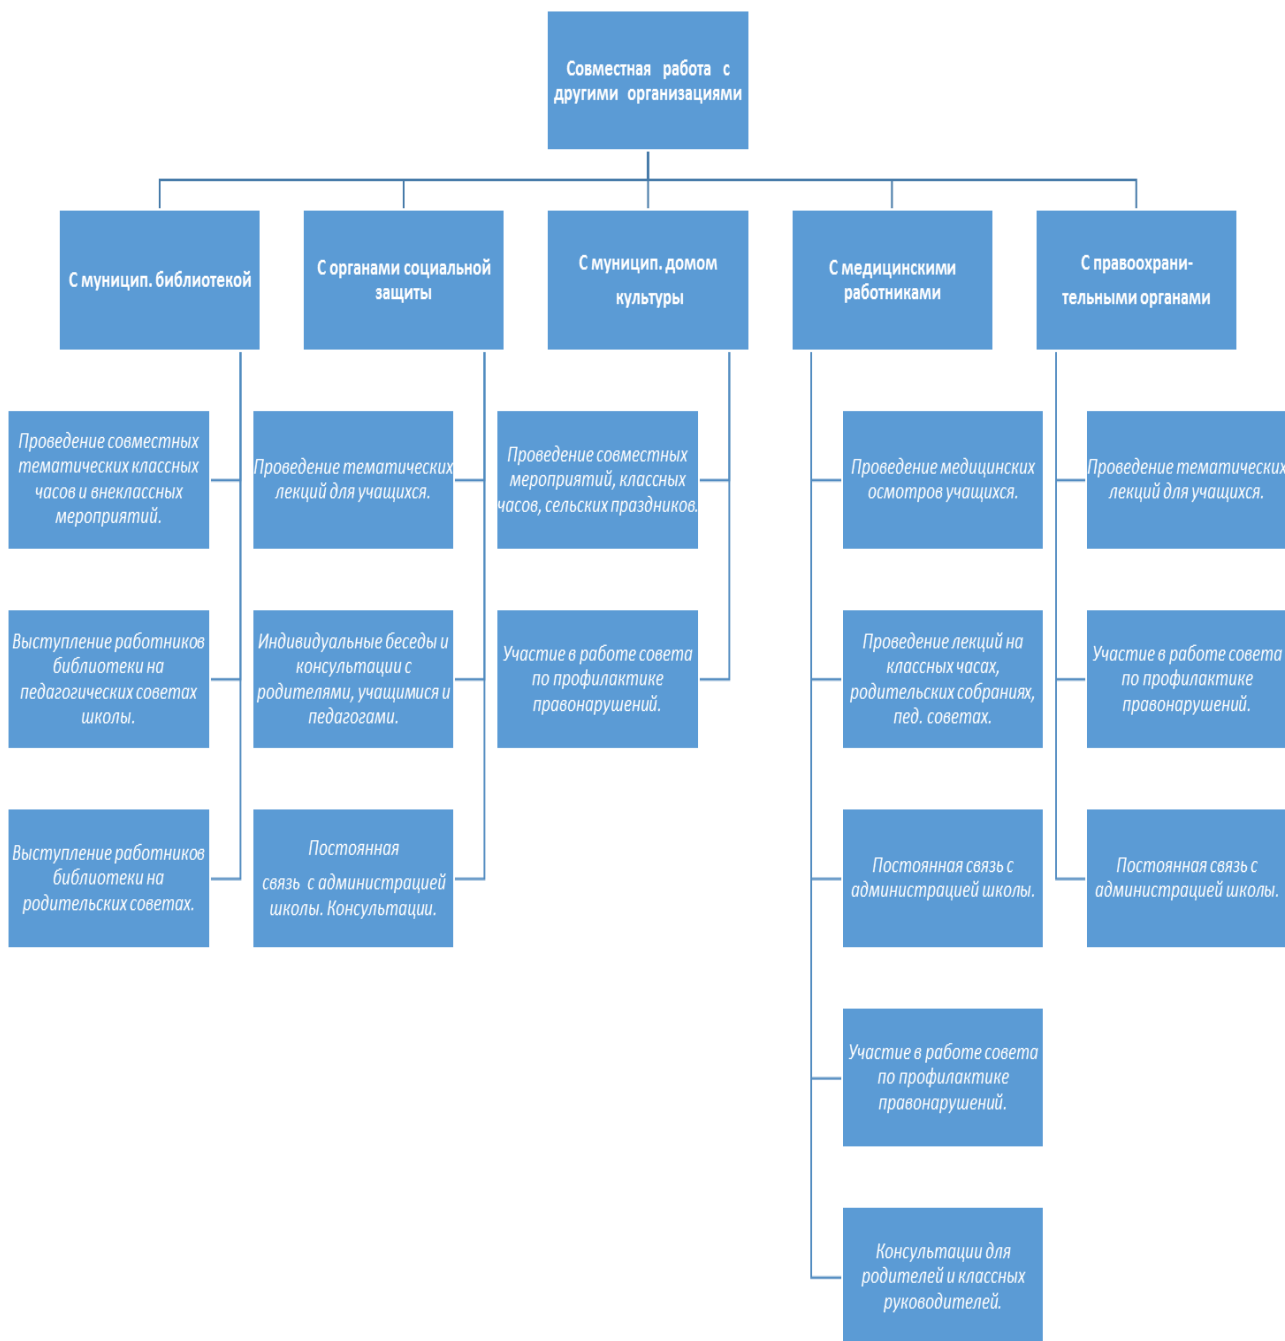 Совместная работа с
другими организациями
С муницип. библиотекой
Проведение совместных
тематических классных
часов и внеклассных
мероприятий.
Выступление работников
библиотеки на
педагогических советах
школы.
Выступление работников
библиотеки на
родительских советах.
С органами социальной
защиты
Проведение тематических
лекций для учащихся.
Индивидуальные беседы и
консультации с
родителями, учащимися и
педагогами.
Постоянная
связь с администрацией
школы. Консультации.
С муницип. домом
культуры
Проведение совместных
мероприятий, классных
часов, сельских праздников.
Участие в работе совета
по профилактике
правонарушений.
С медицинскими
работниками
Проведение медицинских
осмотров учащихся.
Проведение лекций на
классных часах,
родительских собраниях,
пед. советах.
Постоянная связь с
администрацией школы.
Участие в работе совета
по профилактике
правонарушений.
Консультации для
родителей и классных
руководителей.
С правоохрани-
тельными органами
Проведение тематических
лекций для учащихся.
Участие в работе совета
по профилактике
правонарушений.
Постоянная связь с
администрацией школы.